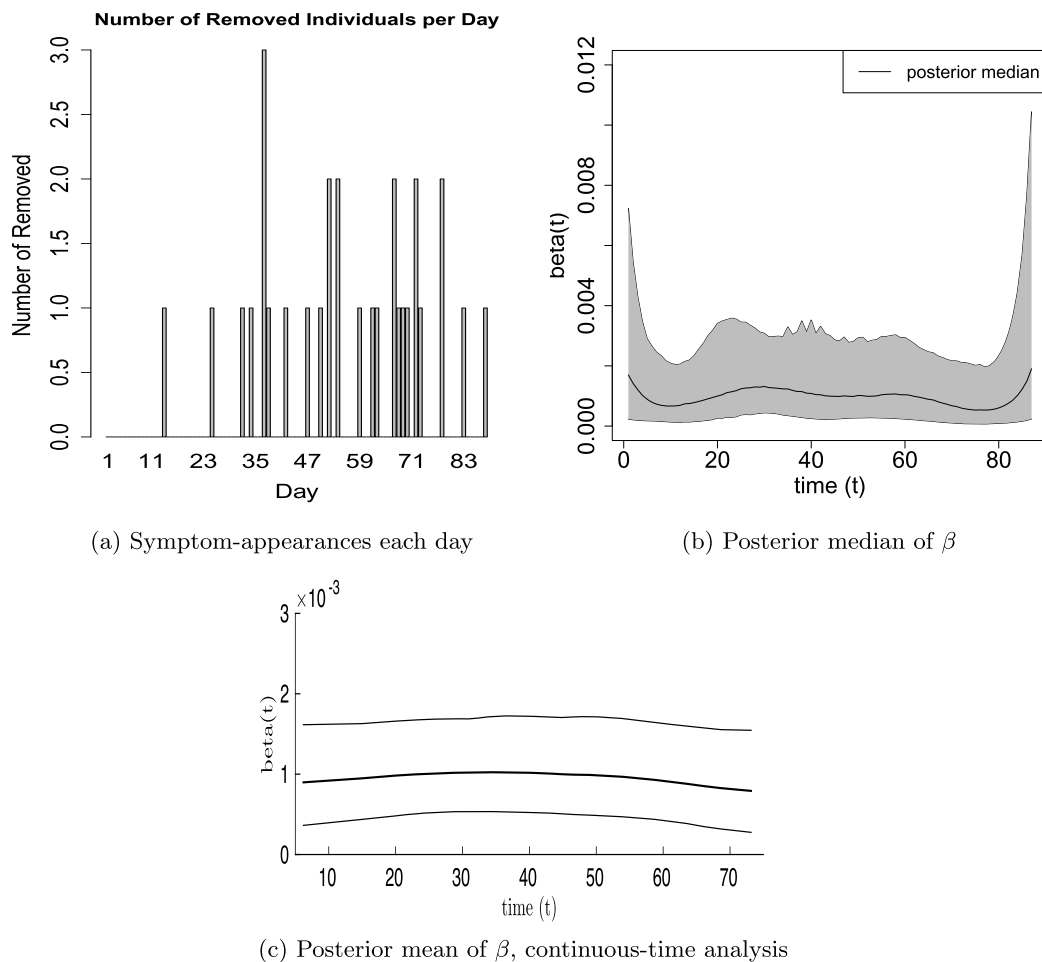 Number of Removed Individuals per Day
Number of Removed
0.0 0.5 1.0 1.5 2.0 2.5 3.0
1 11 23 35 47 59 71 83
Day
(a) Symptom-appearances each day
posterior median
beta(t)
0.000 0.004 0.008 0.012
0 20 40 60 80
time (t)
(b) Posterior median of β
×10⁻³
3
2
1
0
beta(t)
10 20 30 40 50 60 70
time (t)
(c) Posterior mean of β, continuous-time analysis